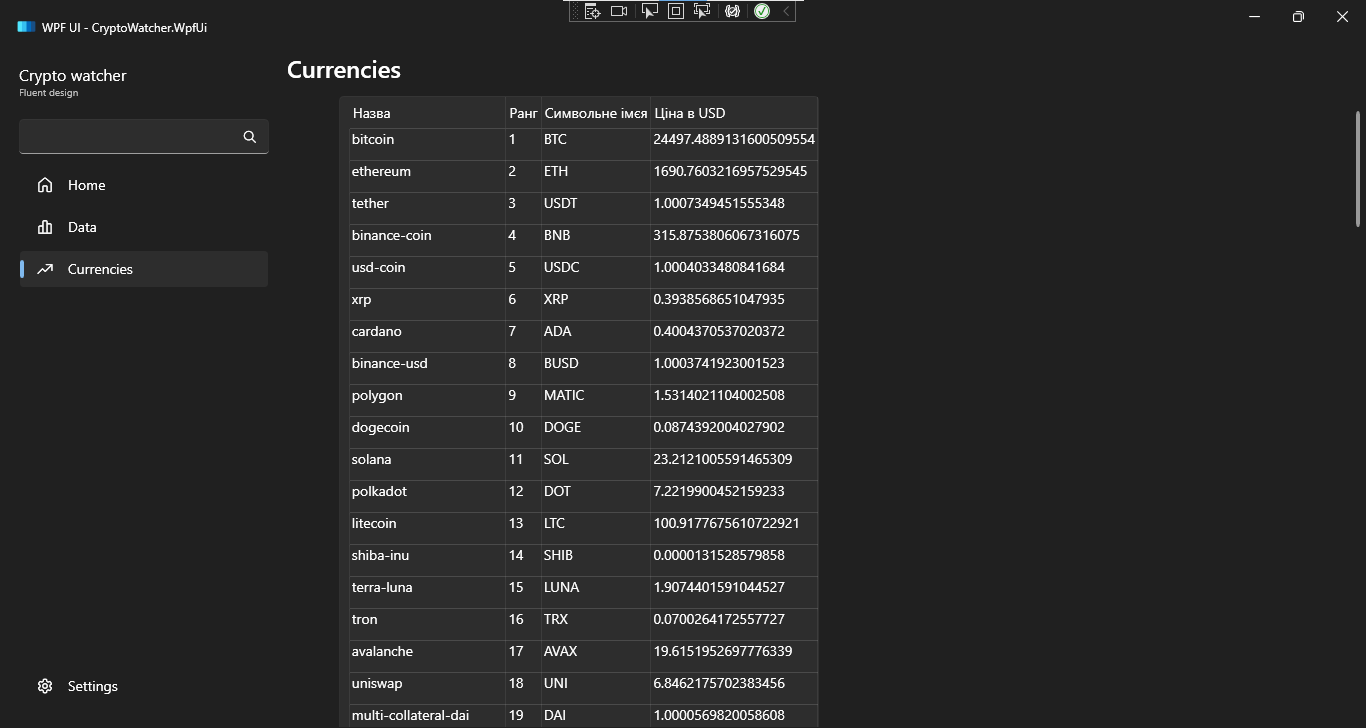 WPF UI - CryptoWatcher.WpfUi
Crypto watcher
Fluent design
Home
Data
Currencies
Settings
Currencies
Назва Ранг Символьне імєя Ціна в USD
bitcoin 1 BTC 24497.4889131600509554
ethereum 2 ETH 1690.7603216957529545
tether 3 USDT 1.0007349451555348
binance-coin 4 BNB 315.8753806067316075
usd-coin 5 USDC 1.0004033480841684
xrp 6 XRP 0.3938568651047935
cardano 7 ADA 0.4004370537020372
binance-usd 8 BUSD 1.0003741923001523
polygon 9 MATIC 1.5314021104002508
dogecoin 10 DOGE 0.0874392004027902
solana 11 SOL 23.2121005591465309
polkadot 12 DOT 7.2219900452159233
litecoin 13 LTC 100.9177675610722921
shiba-inu 14 SHIB 0.0000131528579858
terra-luna 15 LUNA 1.9074401591044527
tron 16 TRX 0.0700264172557727
avalanche 17 AVAX 19.6151952697776339
uniswap 18 UNI 6.8462175702383456
multi-collateral-dai 19 DAI 1.0000569820058608